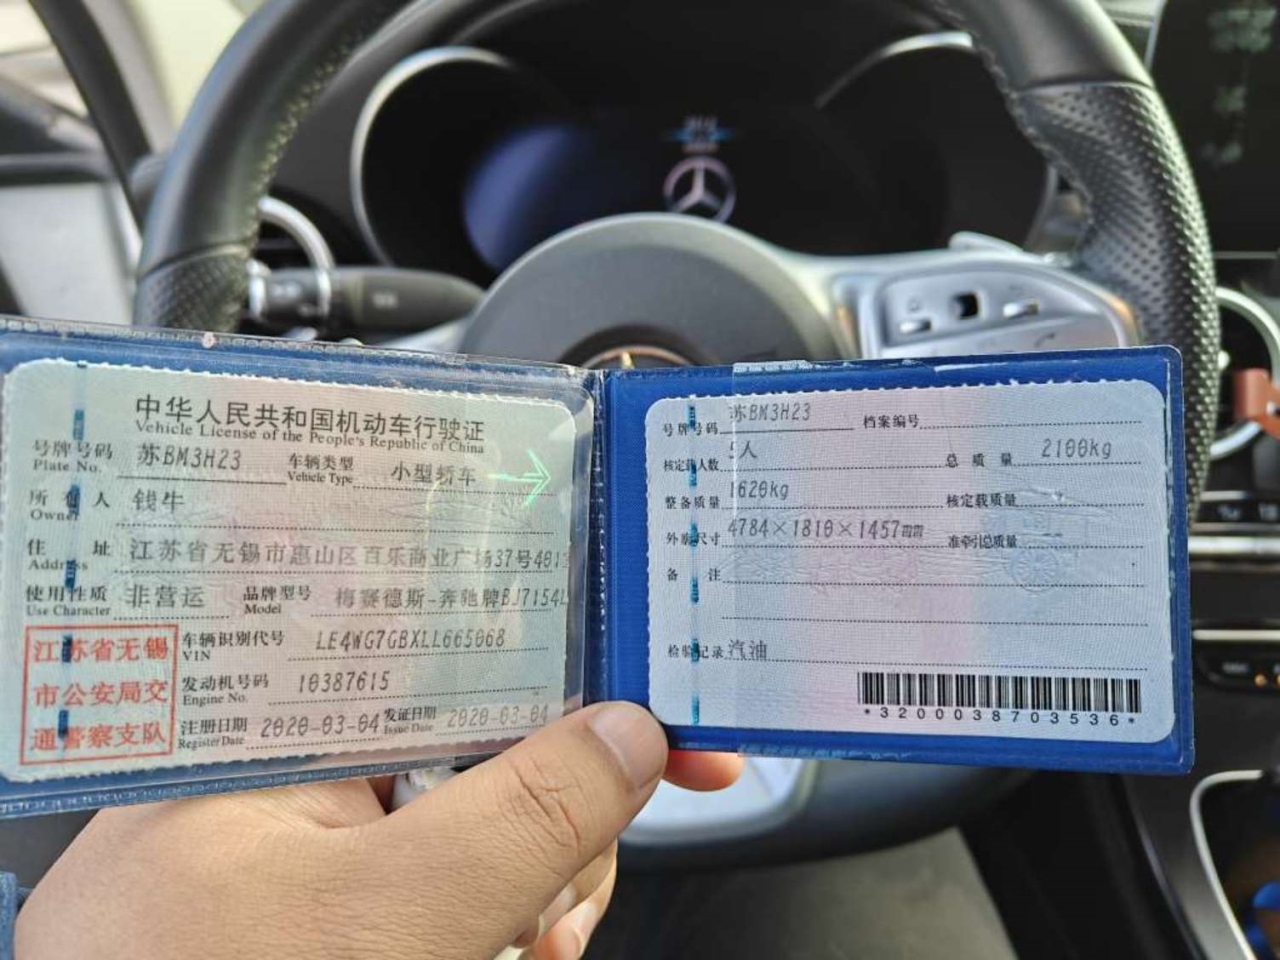 中华人民共和国机动车行驶证
Vehicle License of the People's Republic of China
号牌号码 苏BM3H23 车辆类型 小型轿车
Plate No. Vehicle Type
所有人 钱牛
Owner
住址 江苏省无锡市惠山区百乐商业广场37号4813
Address
使用性质 非营运 品牌型号 梅赛德斯-奔驰牌BJ7154L
Use Character Model
江苏省无锡
市公安局交
通警察支队
车辆识别代号 LE4WG7GBXLL665068
VIN
发动机号码 10387615
Engine No.
注册日期 2020-03-04 发证日期 2020-03-04
Register Date Issue Date
号牌号码 苏BM3H23 档案编号
核定载人数 5人 总质量 2100kg
整备质量 1620kg 核定载质量
外廓尺寸 4784×1810×1457mm 准牵引总质量
备注
检验记录 汽油
*3200038703536*